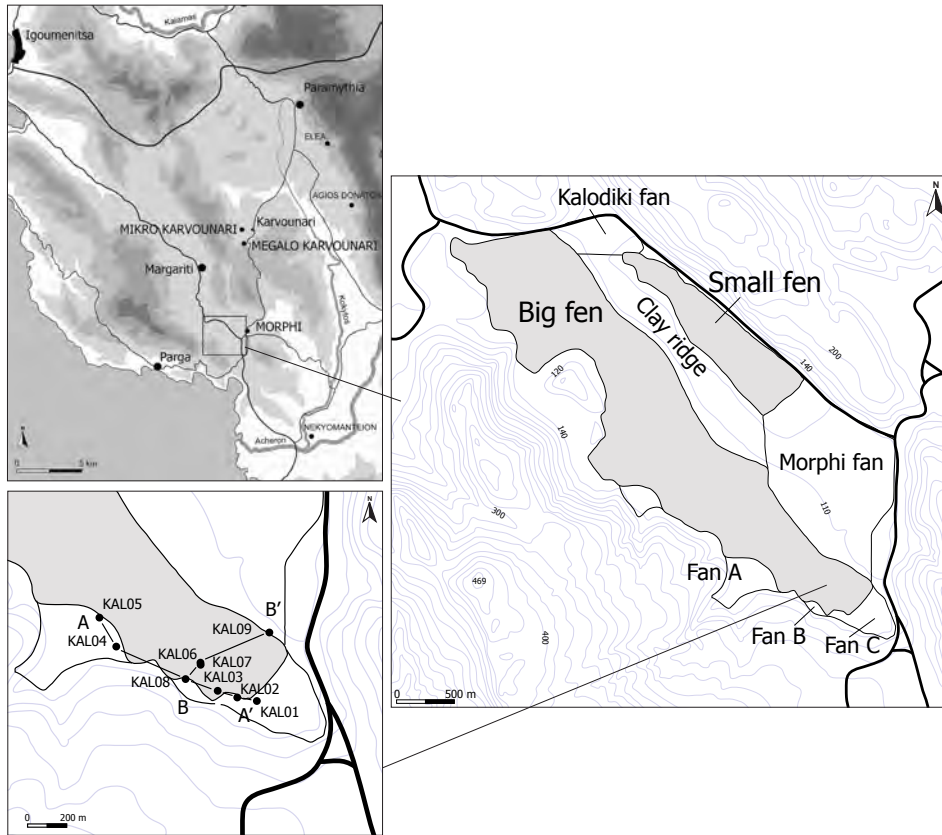 Kalamas
Igoumenitsa
Paramythia
ELEA
AGIOS DONATOS
MIKRO KARVOUNARI
Karvounari
MEGALO KARVOUNARI
Margariti
Kokytos
MORPHI
Parga
NEKYOMANTEION
Acheron
N
0 5 km
N
Kalodiki fan
Small fen
Big fen
Clay ridge
200
140
120
140
Morphi fan
110
300
Fan A
469
Fan B
Fan C
400
0 500 m
N
KAL05
A
B'
KAL04
KAL09
KAL06
KAL07
KAL08
KAL03
KAL02
B
A'
KAL01
0 200 m